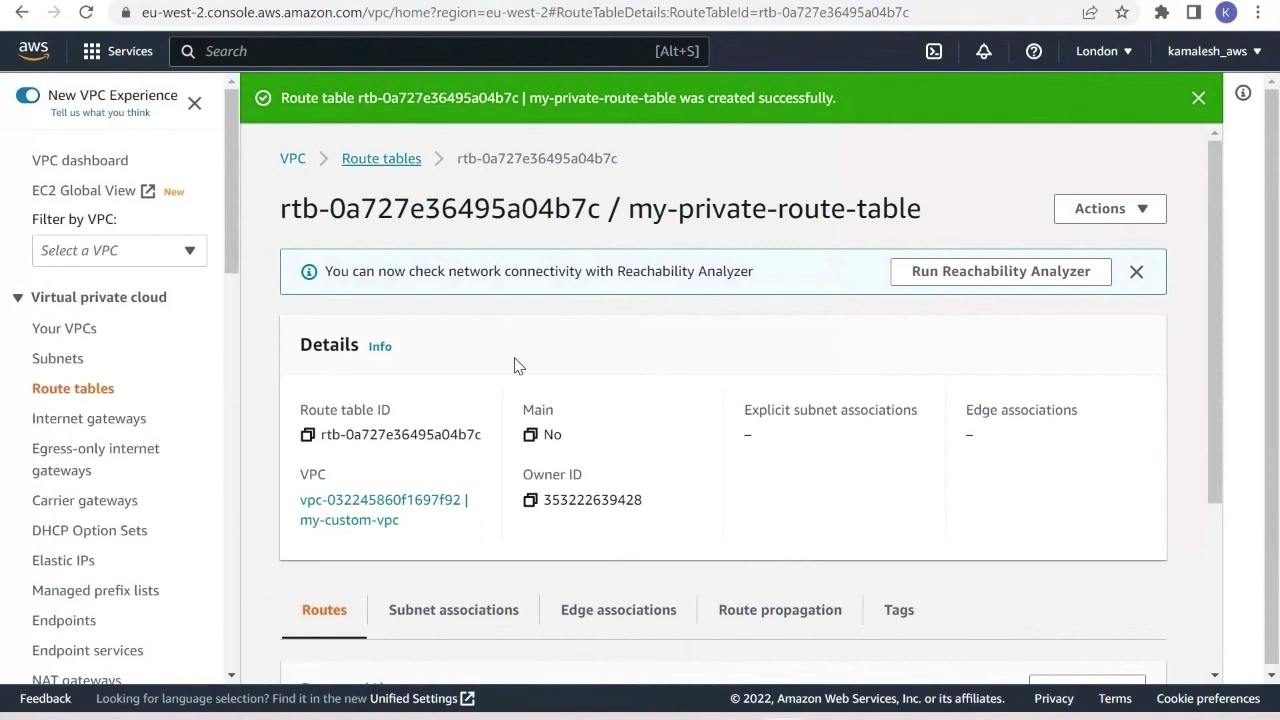 eu-west-2.console.aws.amazon.com/vpc/home?region=eu-west-2#RouteTableDetails:RouteTableId=rtb-0a727e36495a04b7c
K
aws
Services
Search
[Alt+S]
London
kamalesh_aws
New VPC Experience
Tell us what you think
VPC dashboard
EC2 Global View
New
Filter by VPC:
Select a VPC
Virtual private cloud
Your VPCs
Subnets
Route tables
Internet gateways
Egress-only internet
gateways
Carrier gateways
DHCP Option Sets
Elastic IPs
Managed prefix lists
Endpoints
Endpoint services
NAT gateways
Route table rtb-0a727e36495a04b7c | my-private-route-table was created successfully.
VPC
Route tables
rtb-0a727e36495a04b7c
rtb-0a727e36495a04b7c / my-private-route-table
Actions
You can now check network connectivity with Reachability Analyzer
Run Reachability Analyzer
Details
Info
Route table ID
rtb-0a727e36495a04b7c
Main
No
Explicit subnet associations
–
Edge associations
–
VPC
vpc-032245860f1697f92 |
my-custom-vpc
Owner ID
353222639428
Routes
Subnet associations
Edge associations
Route propagation
Tags
Feedback
Looking for language selection? Find it in the new Unified Settings
© 2022, Amazon Web Services, Inc. or its affiliates.
Privacy
Terms
Cookie preferences